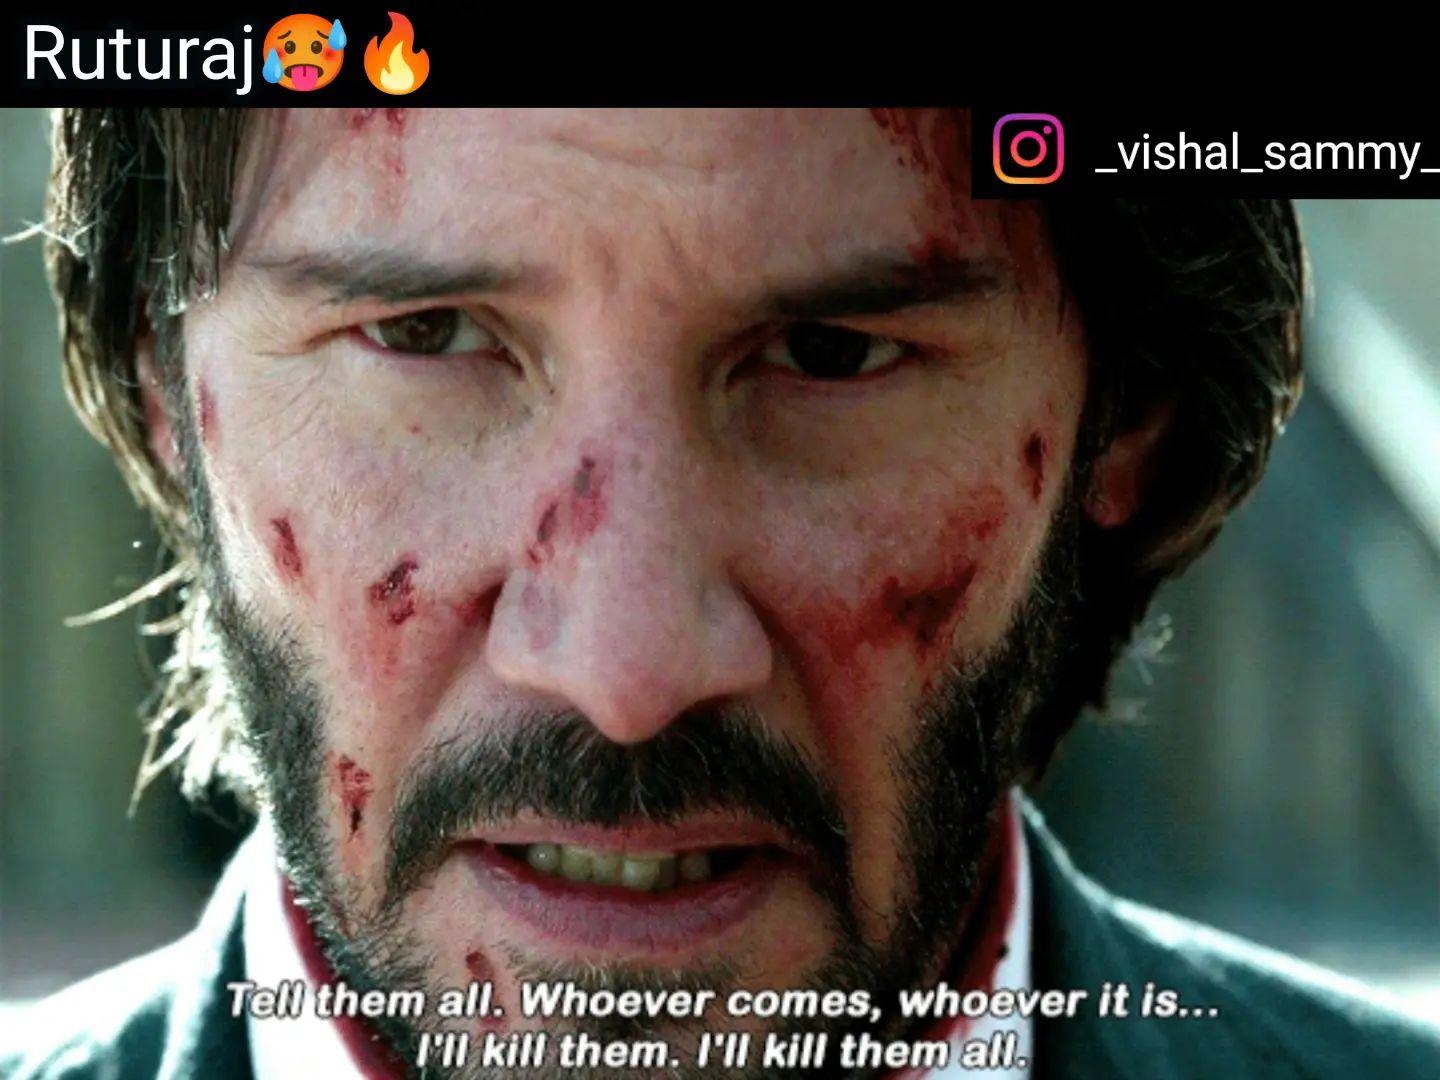 Ruturaj🥵🔥
_vishal_sammy_
Tell them all. Whoever comes, whoever it is...
I'll kill them. I'll kill them all.